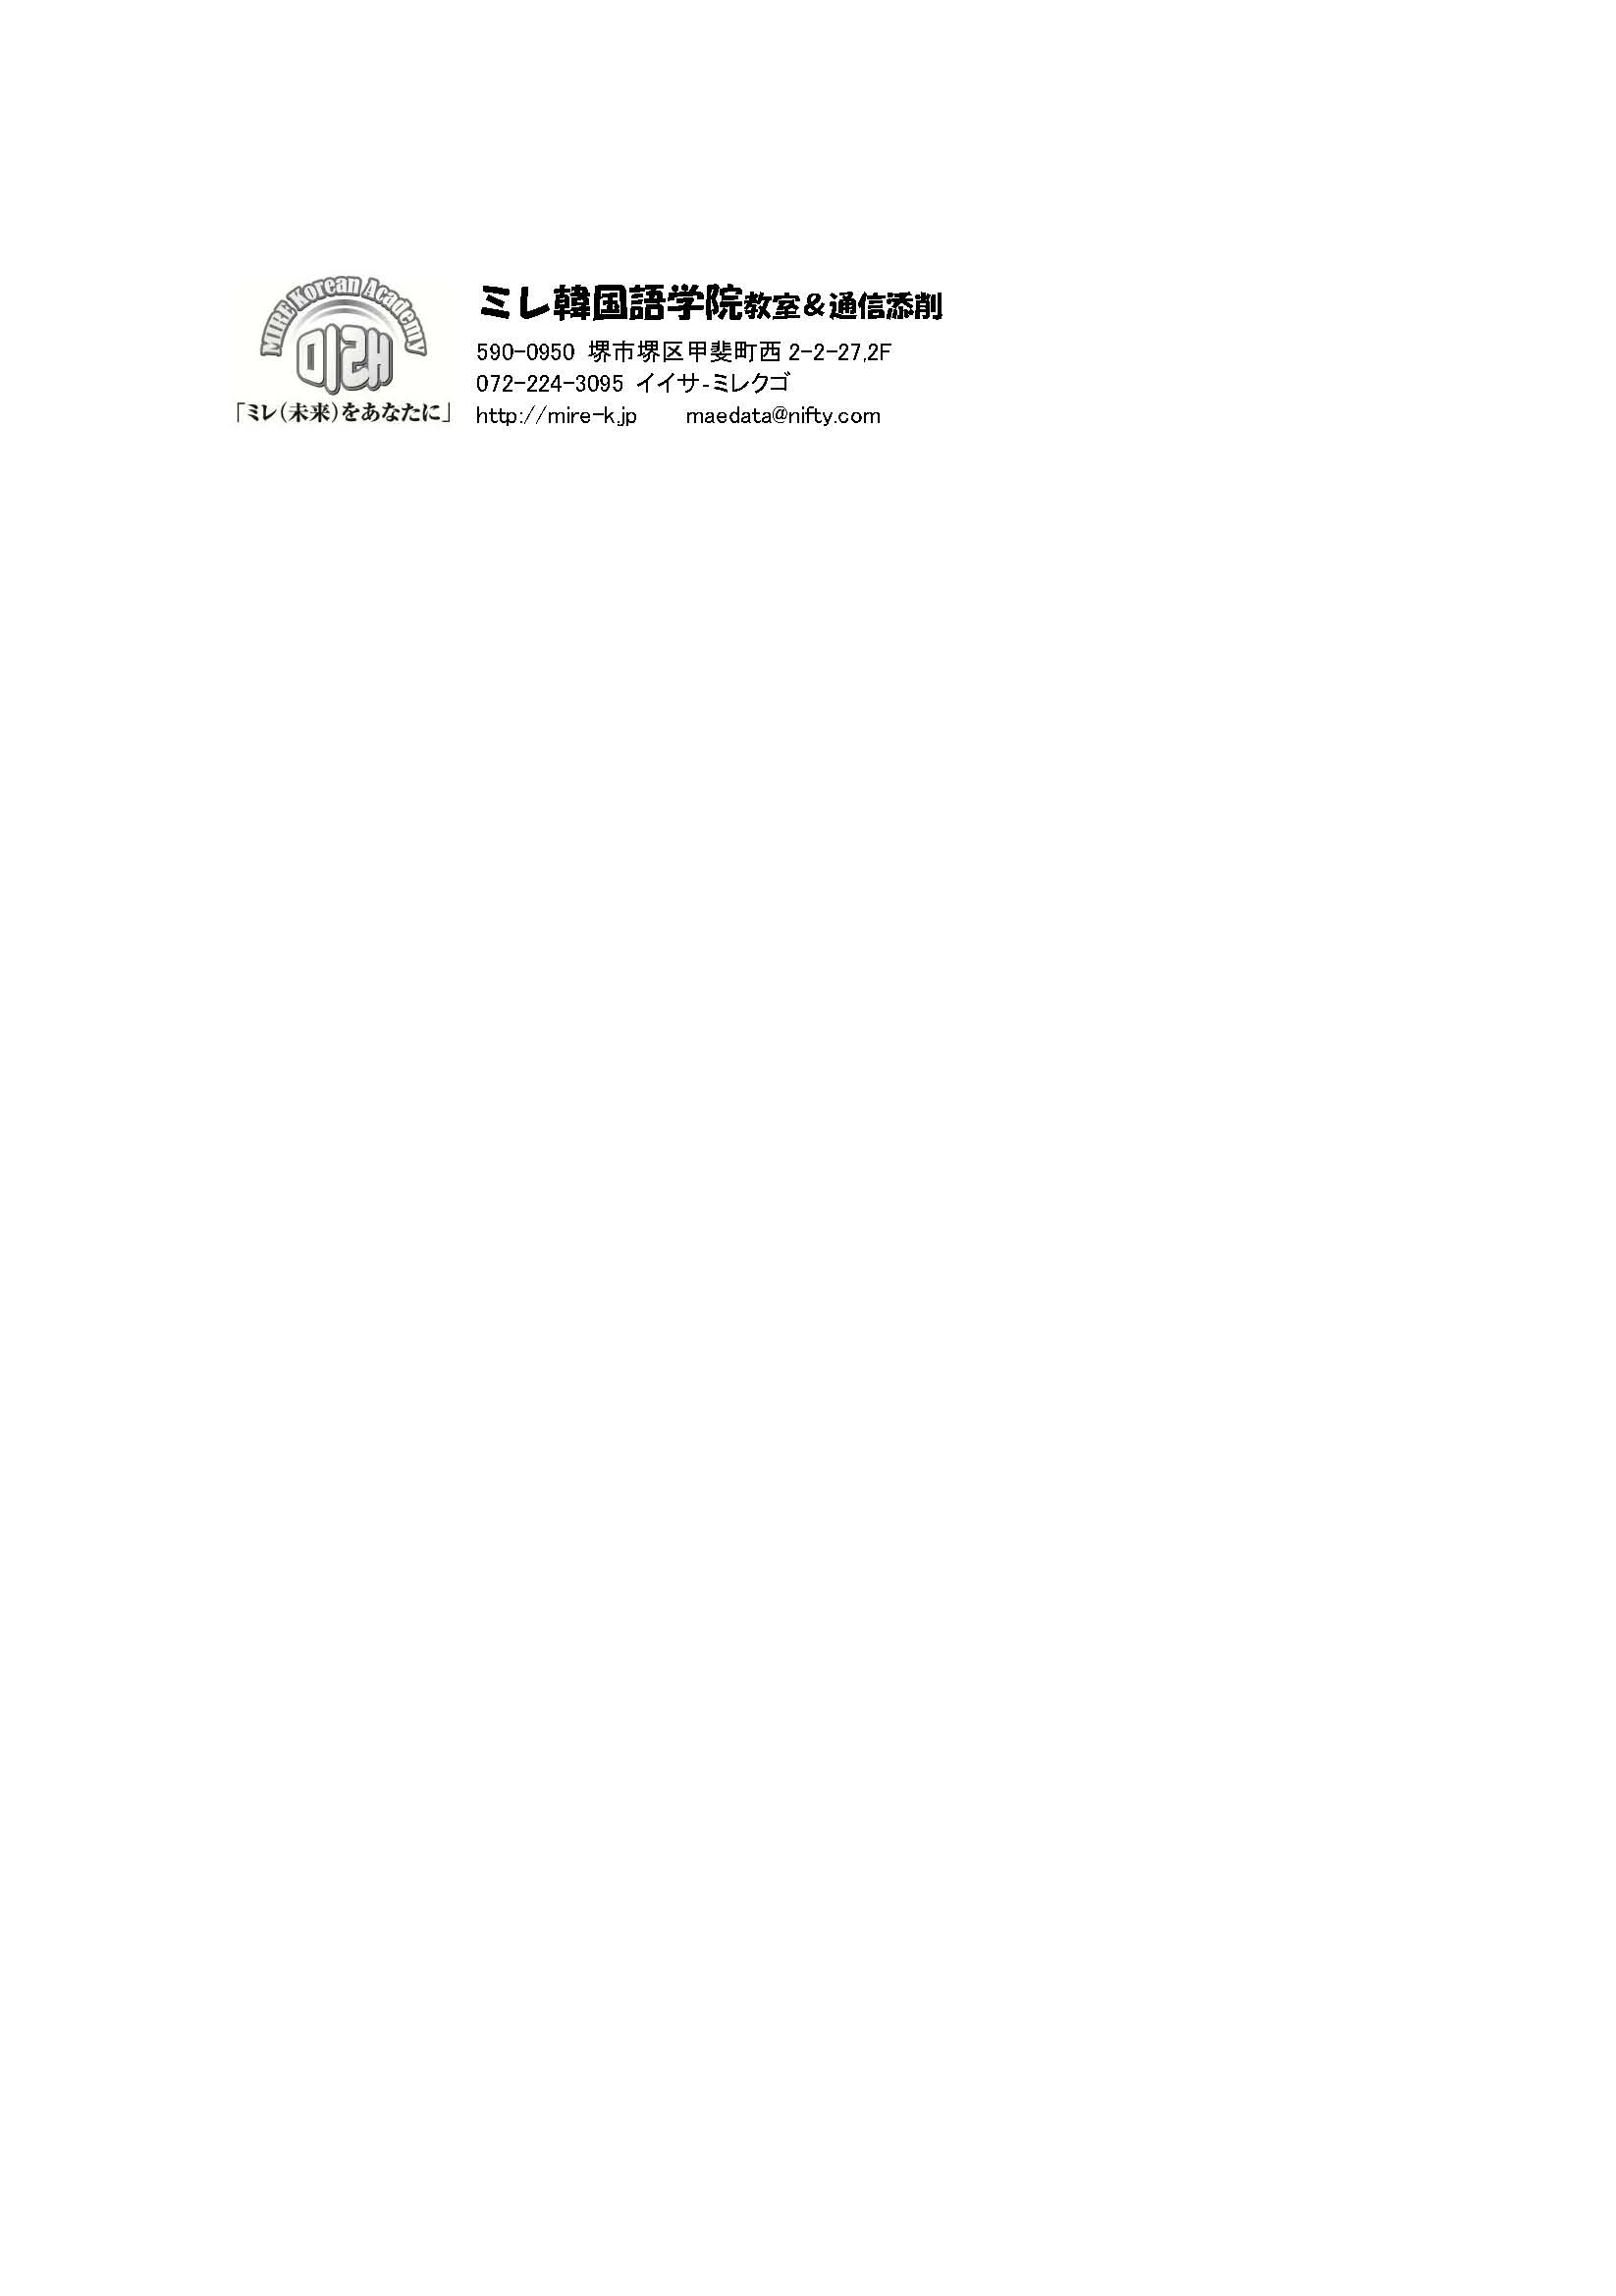 MIRE Korean Academy
미래
「ミレ(未来)をあなたに」
ミレ韓国語学院教室＆通信添削
590-0950 堺市堺区甲斐町西 2-2-27,2F
072-224-3095 イイサ-ミレクゴ
http://mire-k.jp maedata@nifty.com